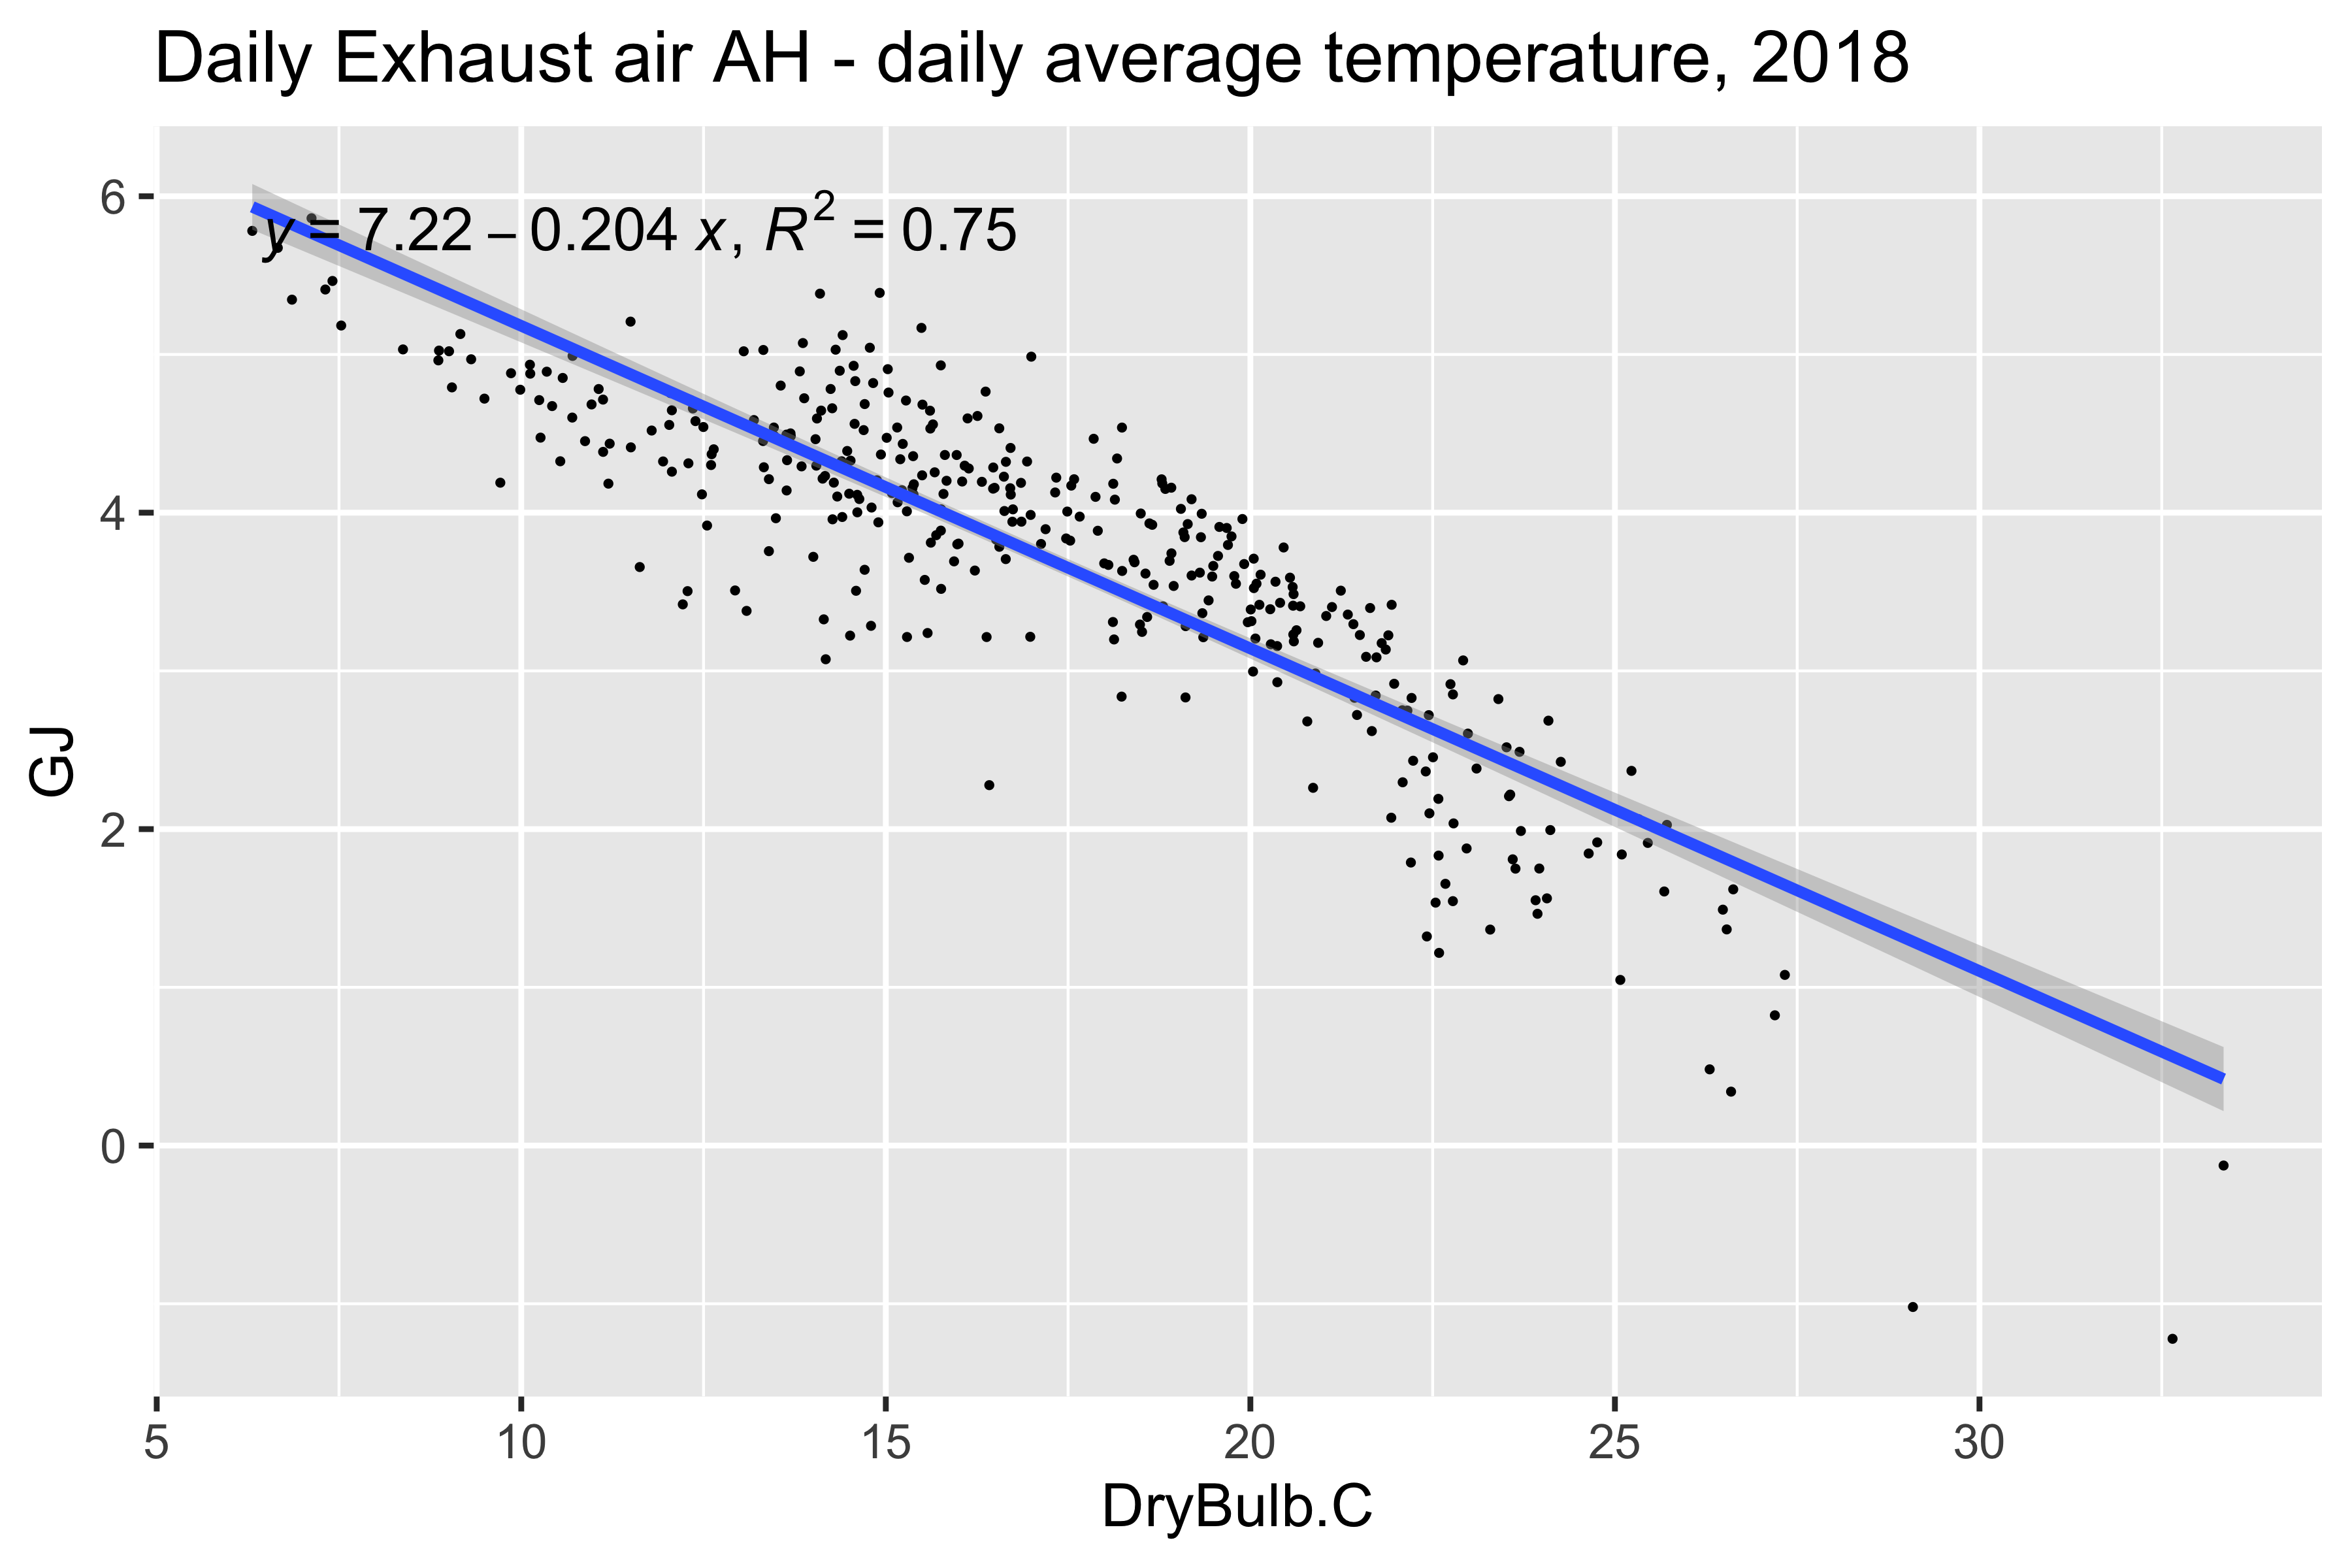 Daily Exhaust air AH - daily average temperature, 2018
y = 7.22 – 0.204 x, R² = 0.75
6
4
2
0
GJ
5 10 15 20 25 30
DryBulb.C